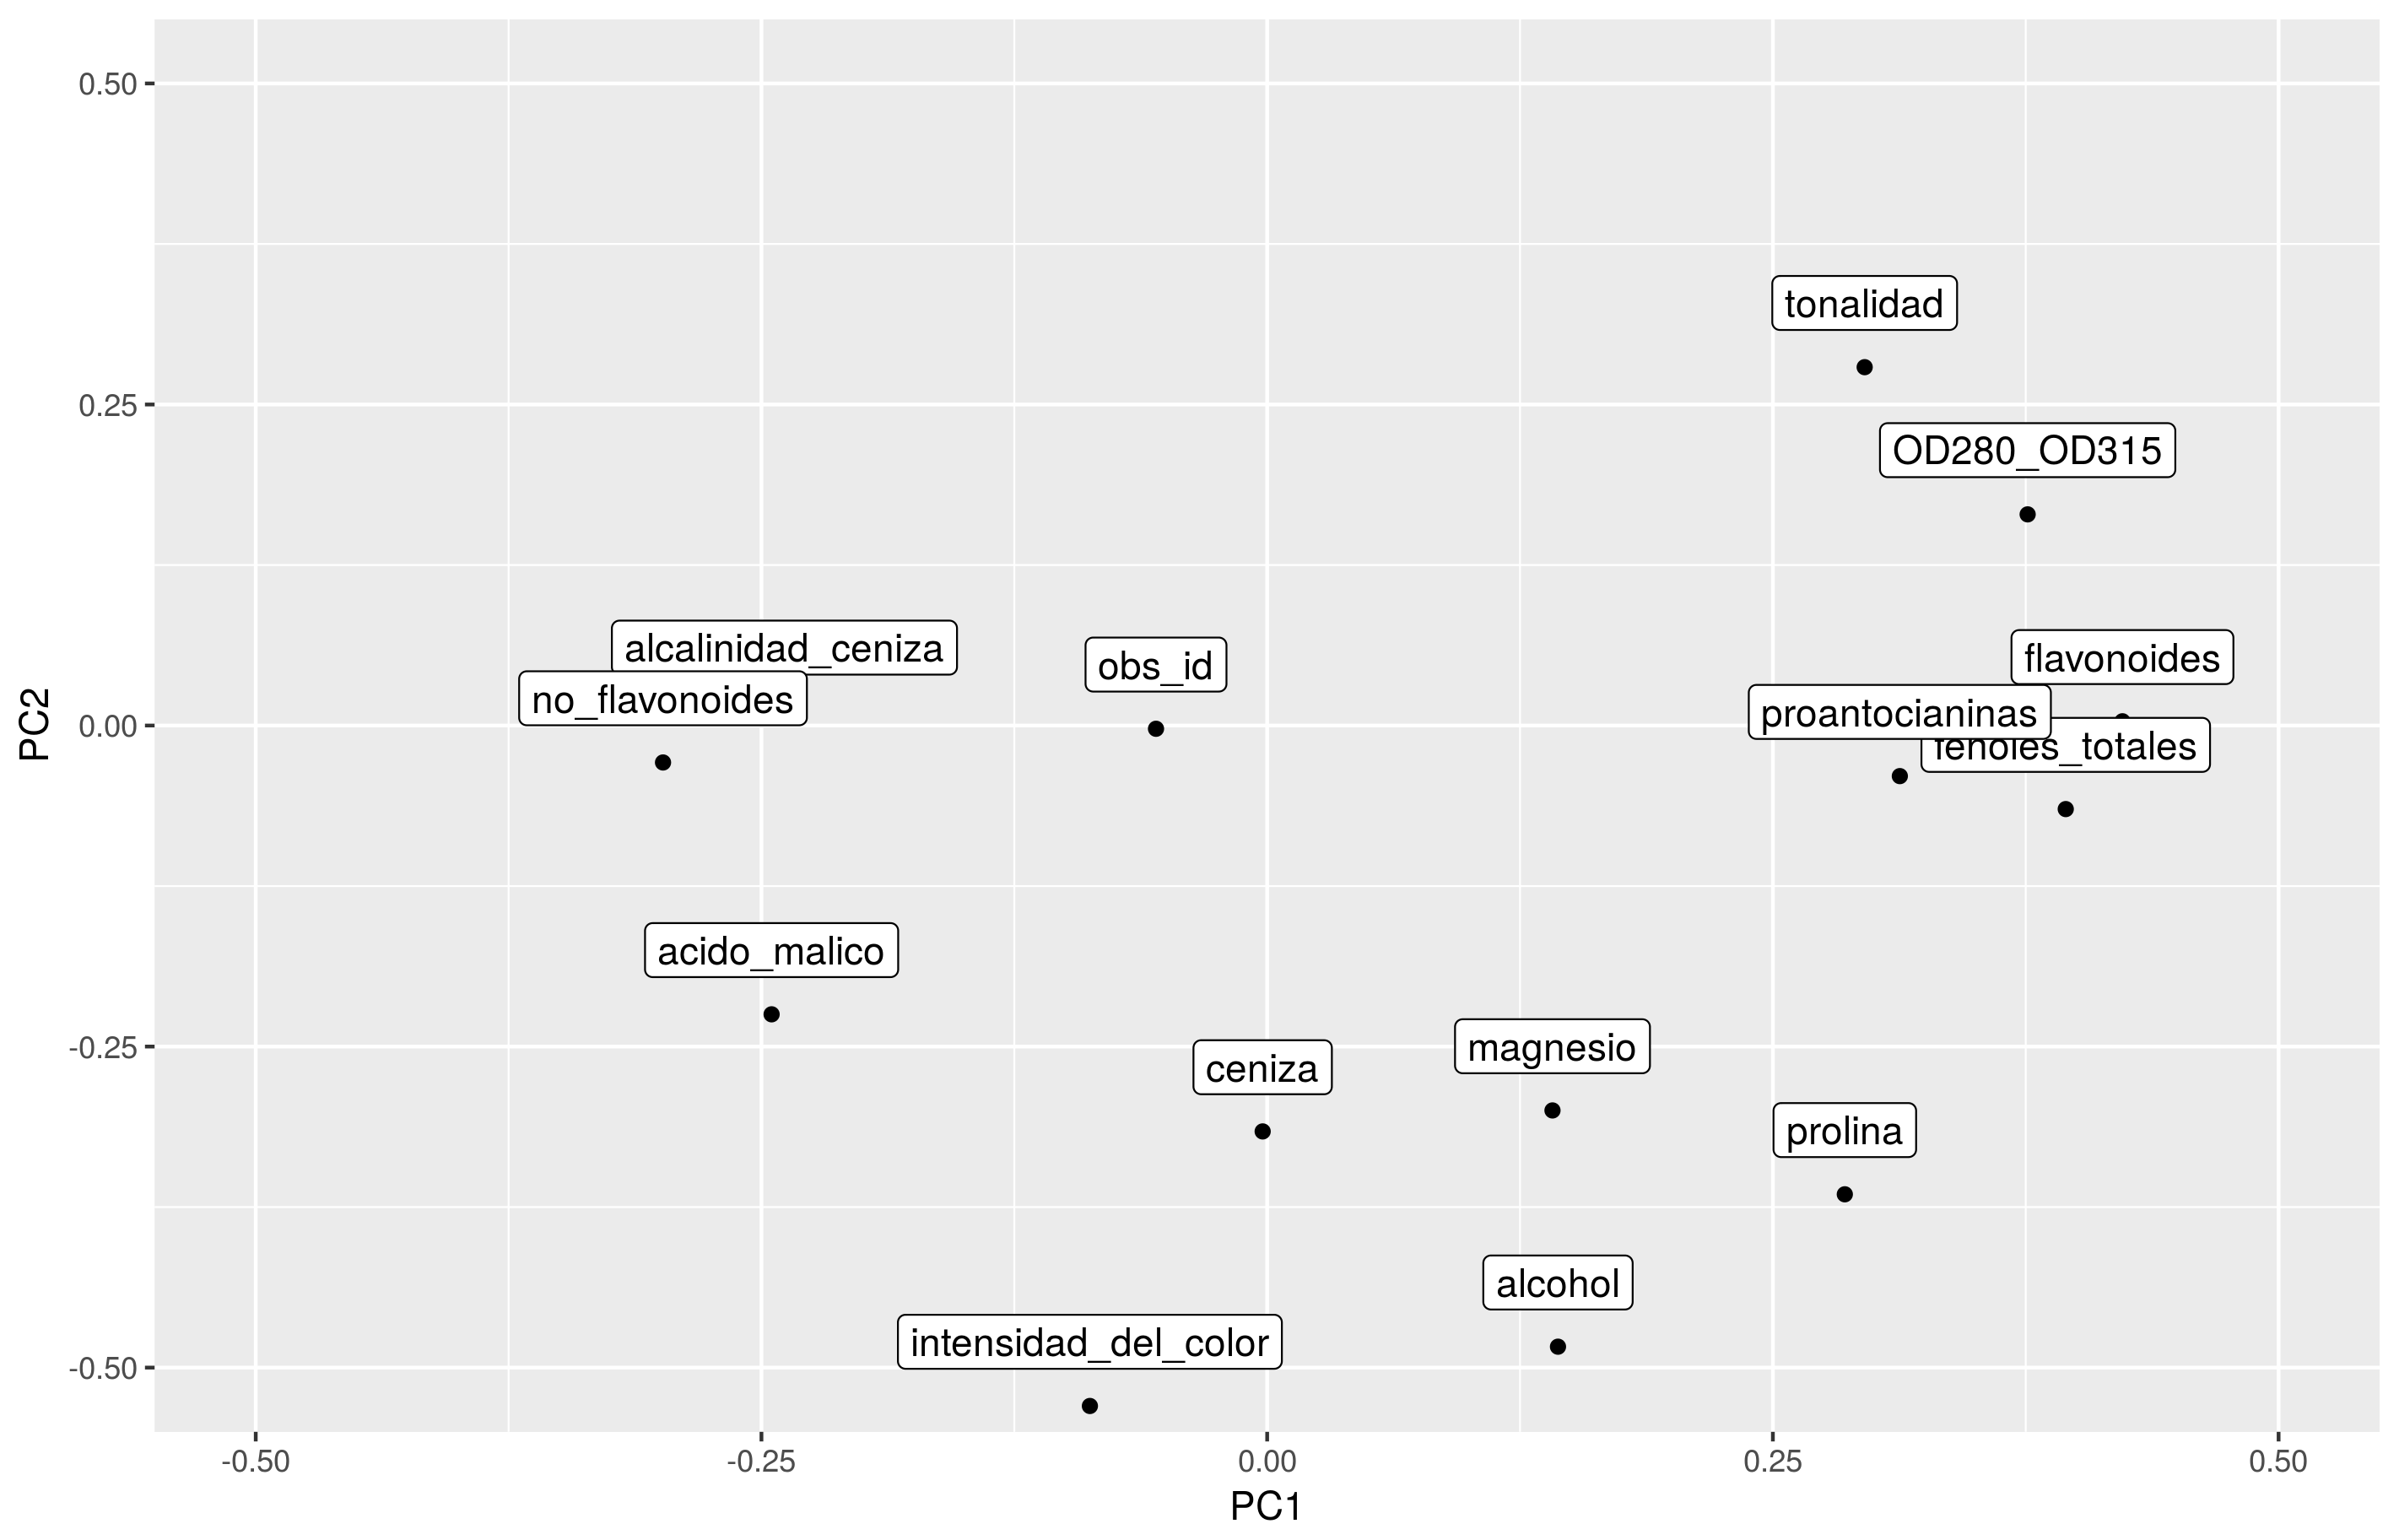 0.50
tonalidad
0.25
OD280_OD315
alcalinidad_ceniza
obs_id
flavonoides
no_flavonoides
proantocianinas
0.00
fenoles_totales
PC2
acido_malico
magnesio
-0.25
ceniza
prolina
alcohol
intensidad_del_color
-0.50
-0.50 -0.25 0.00 0.25 0.50
PC1